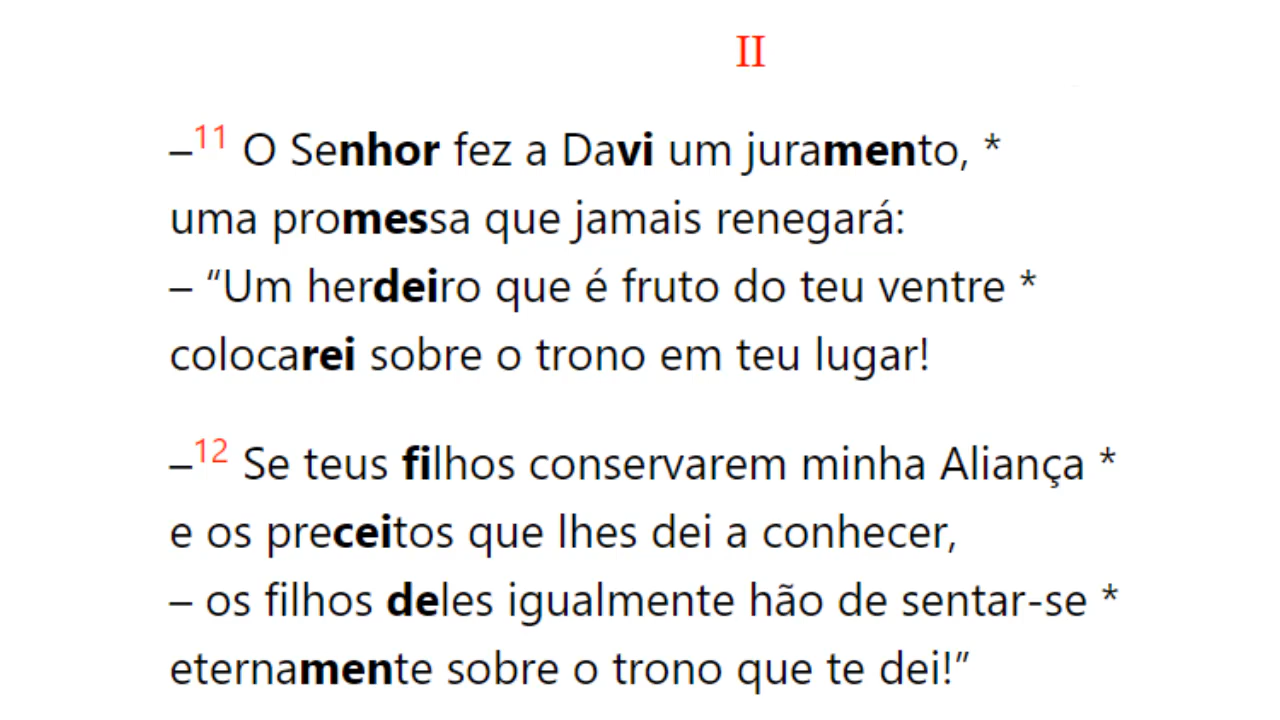 II
–11 O Senhor fez a Davi um juramento, *
uma promessa que jamais renegará:
– “Um herdeiro que é fruto do teu ventre *
colocarei sobre o trono em teu lugar!
–12 Se teus filhos conservarem minha Aliança *
e os preceitos que lhes dei a conhecer,
– os filhos deles igualmente hão de sentar-se *
eternamente sobre o trono que te dei!”